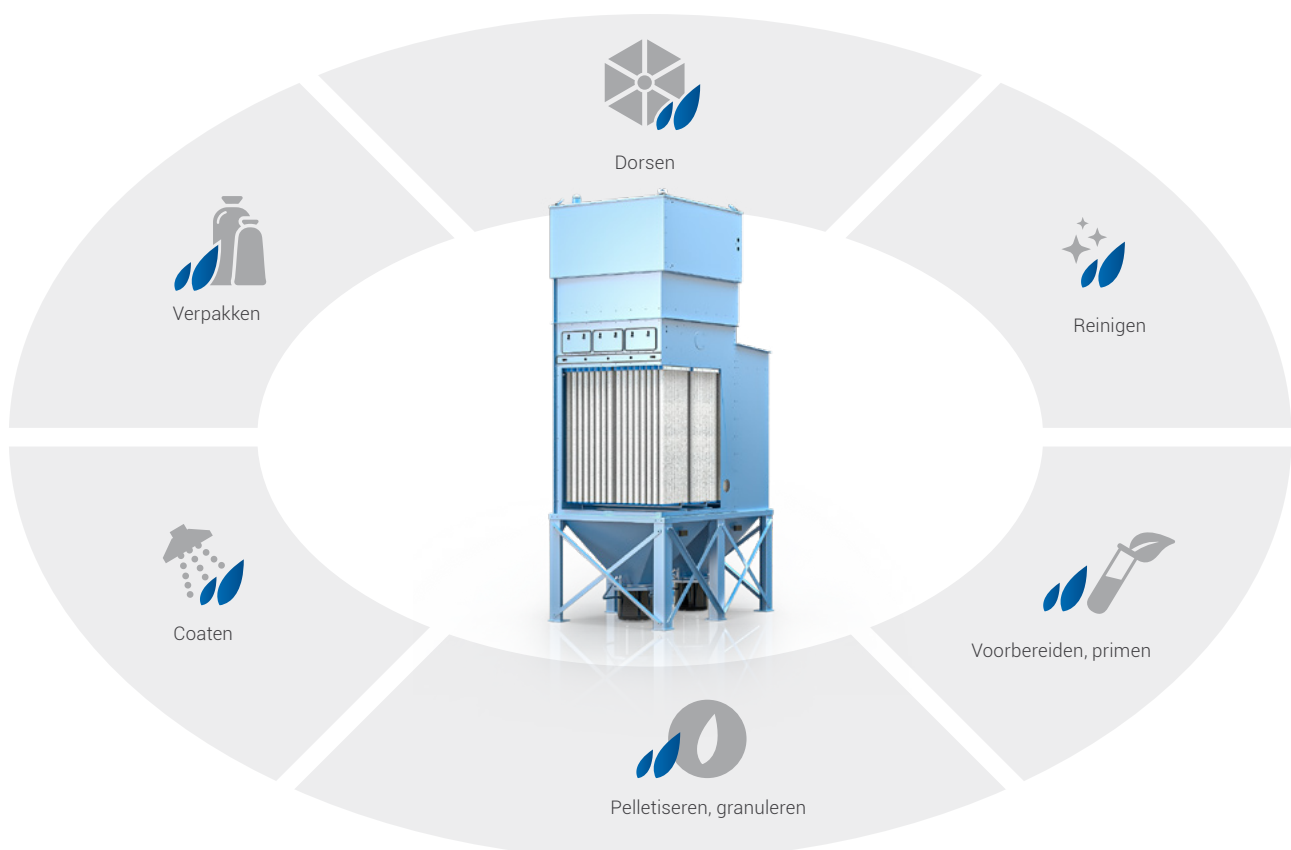 Dorsen
Verpakken
Reinigen
Coaten
Voorbereiden, primen
Pelletiseren, granuleren